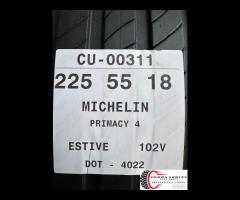 CU-00311
225 55 18
MICHELIN
PRIMACY 4
ESTIVE 102V
DOT - 4022